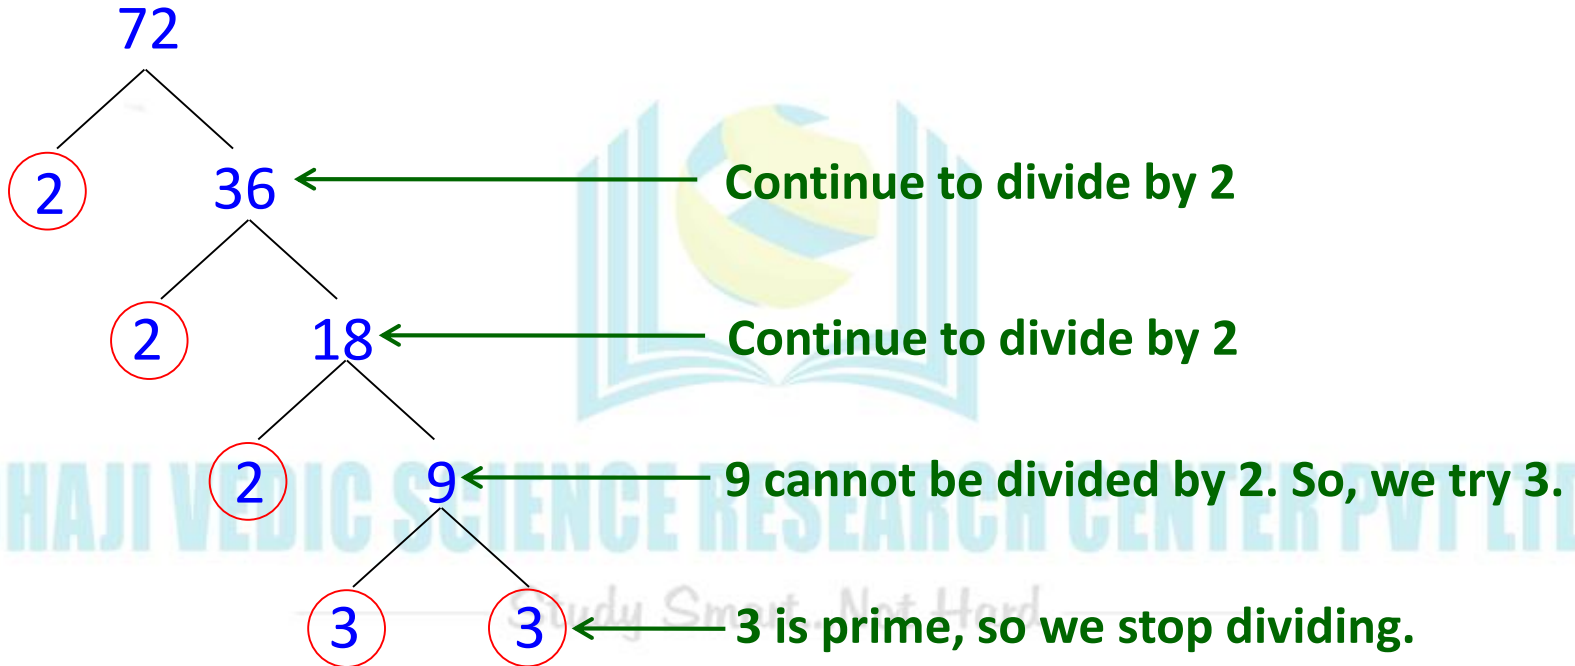 72
2 36 Continue to divide by 2
2 18 Continue to divide by 2
2 9 9 cannot be divided by 2. So, we try 3.
HAJI VEDIC SCIENCE RESEARCH CENTER PVT LTD
Study Smart.. Not Hard
3 3 3 is prime, so we stop dividing.